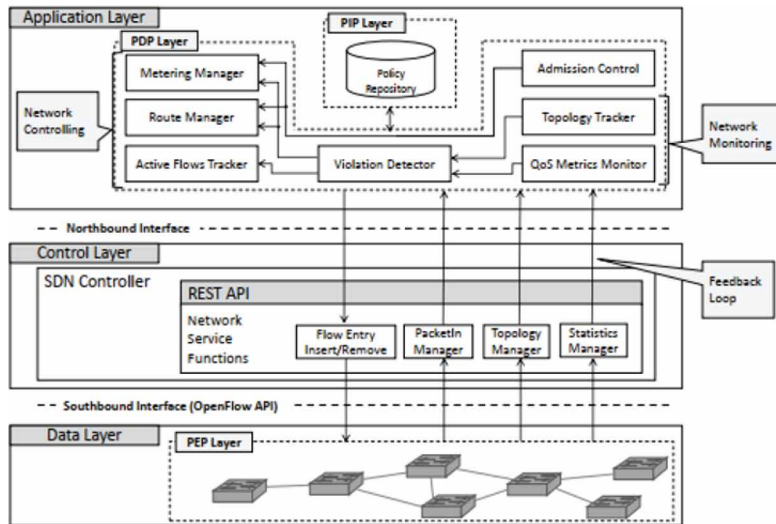 Application Layer
PDP Layer
PIP Layer
Metering Manager
Policy
Repository
Admission Control
Network
Controlling
Route Manager
Topology Tracker
Network
Monitoring
Active Flows Tracker
Violation Detector
QoS Metrics Monitor
Northbound Interface
Control Layer
SDN Controller
Feedback
Loop
REST API
Network
Service
Functions
Flow Entry
Insert/Remove
PacketIn
Manager
Topology
Manager
Statistics
Manager
Southbound Interface (OpenFlow API)
Data Layer
PEP Layer